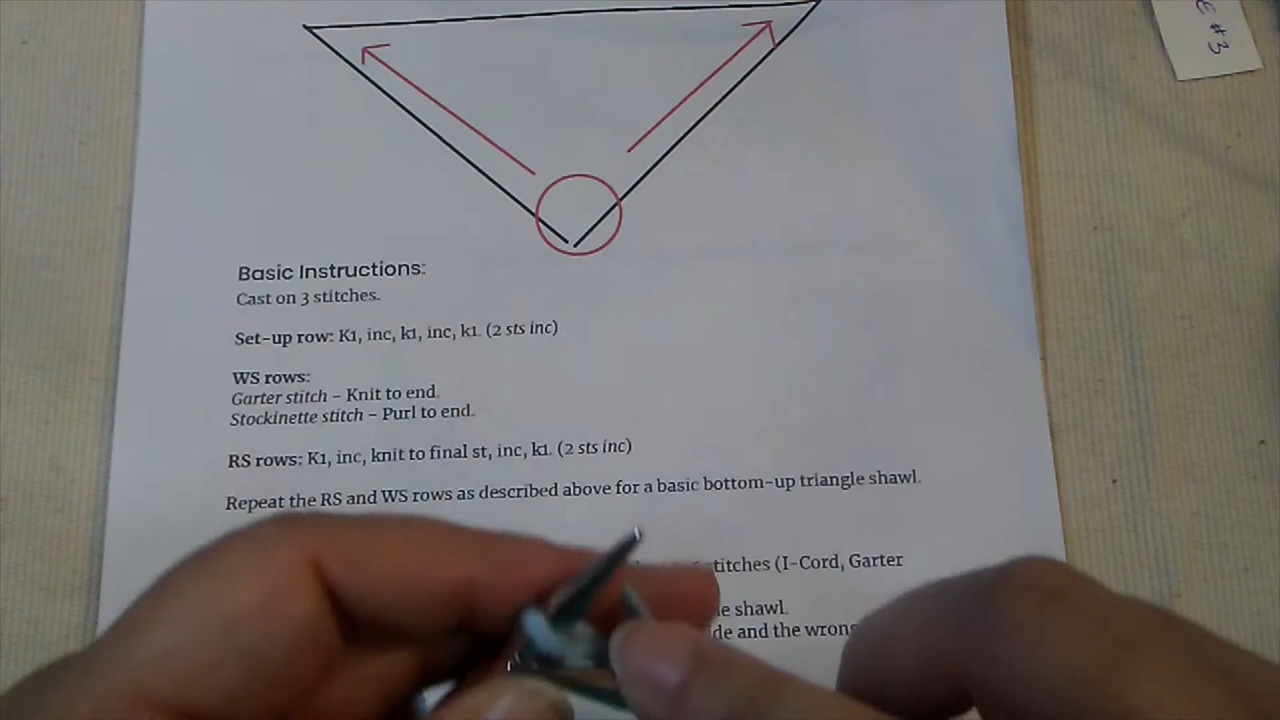 E #3
Basic Instructions:
Cast on 3 stitches.
Set-up row: K1, inc, k1, inc, k1. (2 sts inc)
WS rows:
Garter stitch – Knit to end.
Stockinette stitch – Purl to end.
RS rows: K1, inc, knit to final st, inc, k1. (2 sts inc)
Repeat the RS and WS rows as described above for a basic bottom-up triangle shawl.
titches (I-Cord, Garter
le shawl.
ide and the wrong